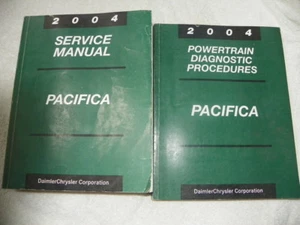 2004
SERVICE
MANUAL
PACIFICA
DaimlerChrysler Corporation
2004
POWERTRAIN
DIAGNOSTIC
PROCEDURES
PACIFICA
DaimlerChrysler Corporation